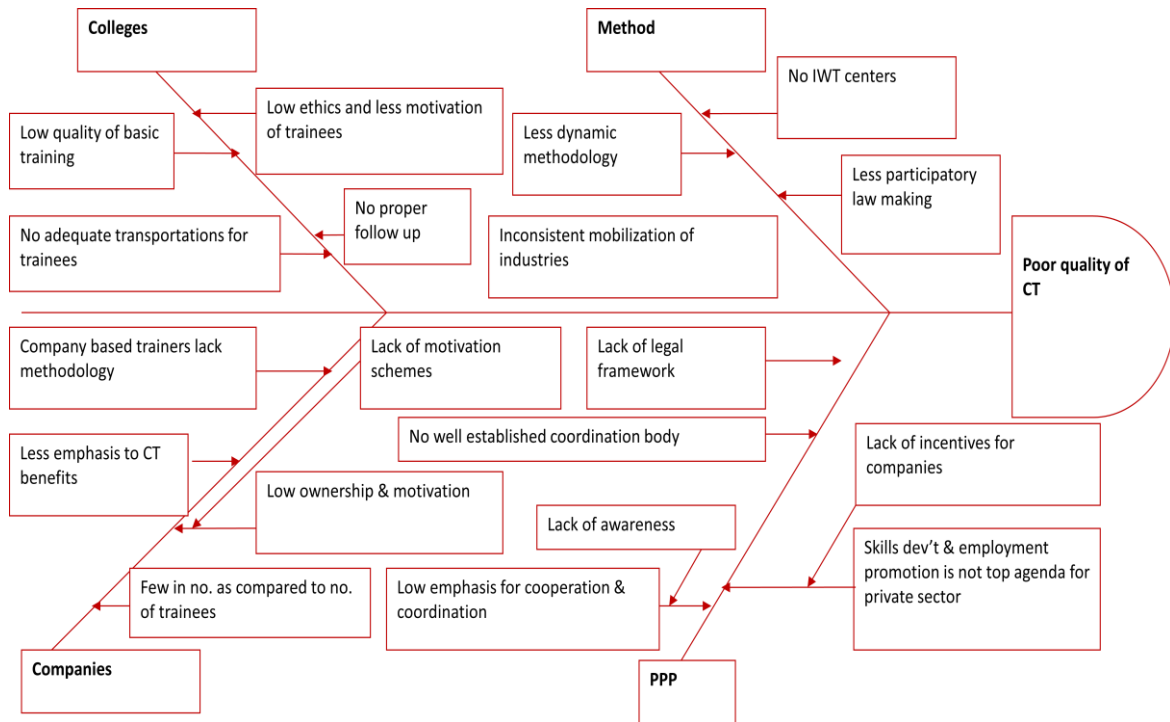 Colleges
Method
No IWT centers
Low ethics and less motivation
of trainees
Low quality of basic
training
Less dynamic
methodology
Less participatory
law making
No proper
follow up
No adequate transportations for
trainees
Inconsistent mobilization of
industries
Poor quality of
CT
Company based trainers lack
methodology
Lack of motivation
schemes
Lack of legal
framework
No well established coordination body
Lack of incentives for
companies
Less emphasis to CT
benefits
Low ownership & motivation
Lack of awareness
Skills dev’t & employment
promotion is not top agenda for
private sector
Few in no. as compared to no.
of trainees
Low emphasis for cooperation &
coordination
Companies
PPP